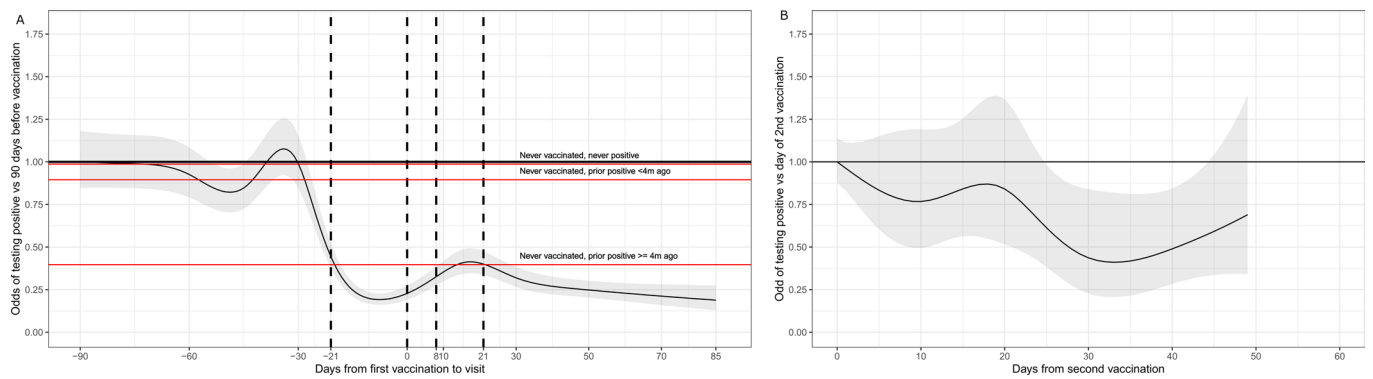 A
Odds of testing positive vs 90 days before vaccination
1.75
1.50
1.25
1.00
0.75
0.50
0.25
0.00
Never vaccinated, never positive
Never vaccinated, prior positive <4m ago
Never vaccinated, prior positive >= 4m ago
−90 −60 −30 −21 0 8 10 21 30 50 70 85
Days from first vaccination to visit
B
Odd of testing positive vs day of 2nd vaccination
1.75
1.50
1.25
1.00
0.75
0.50
0.25
0.00
0 10 20 30 40 50 60
Days from second vaccination